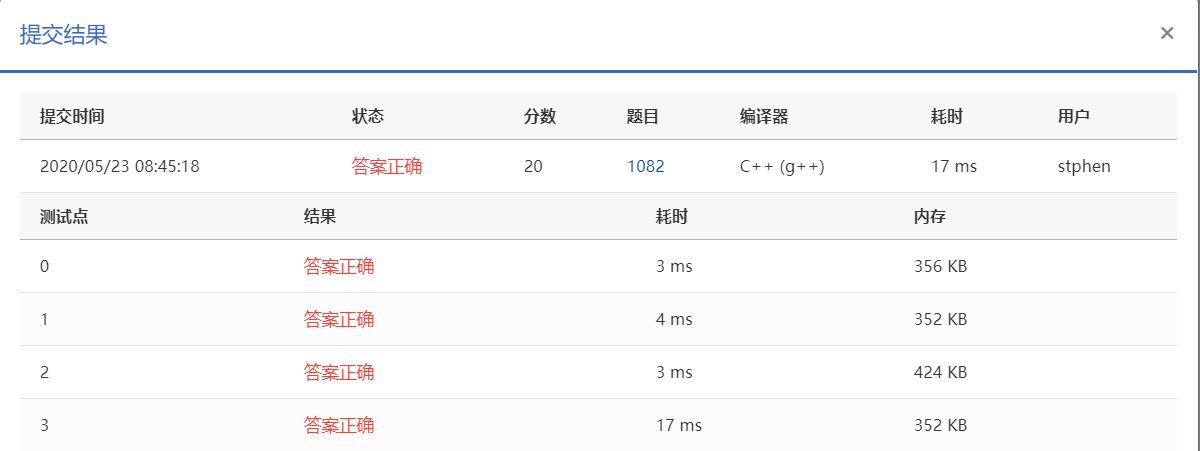 提交结果 ×
提交时间 状态 分数 题目 编译器 耗时 用户
2020/05/23 08:45:18 答案正确 20 1082 C++ (g++) 17 ms stphen
测试点 结果 耗时 内存
0 答案正确 3 ms 356 KB
1 答案正确 4 ms 352 KB
2 答案正确 3 ms 424 KB
3 答案正确 17 ms 352 KB